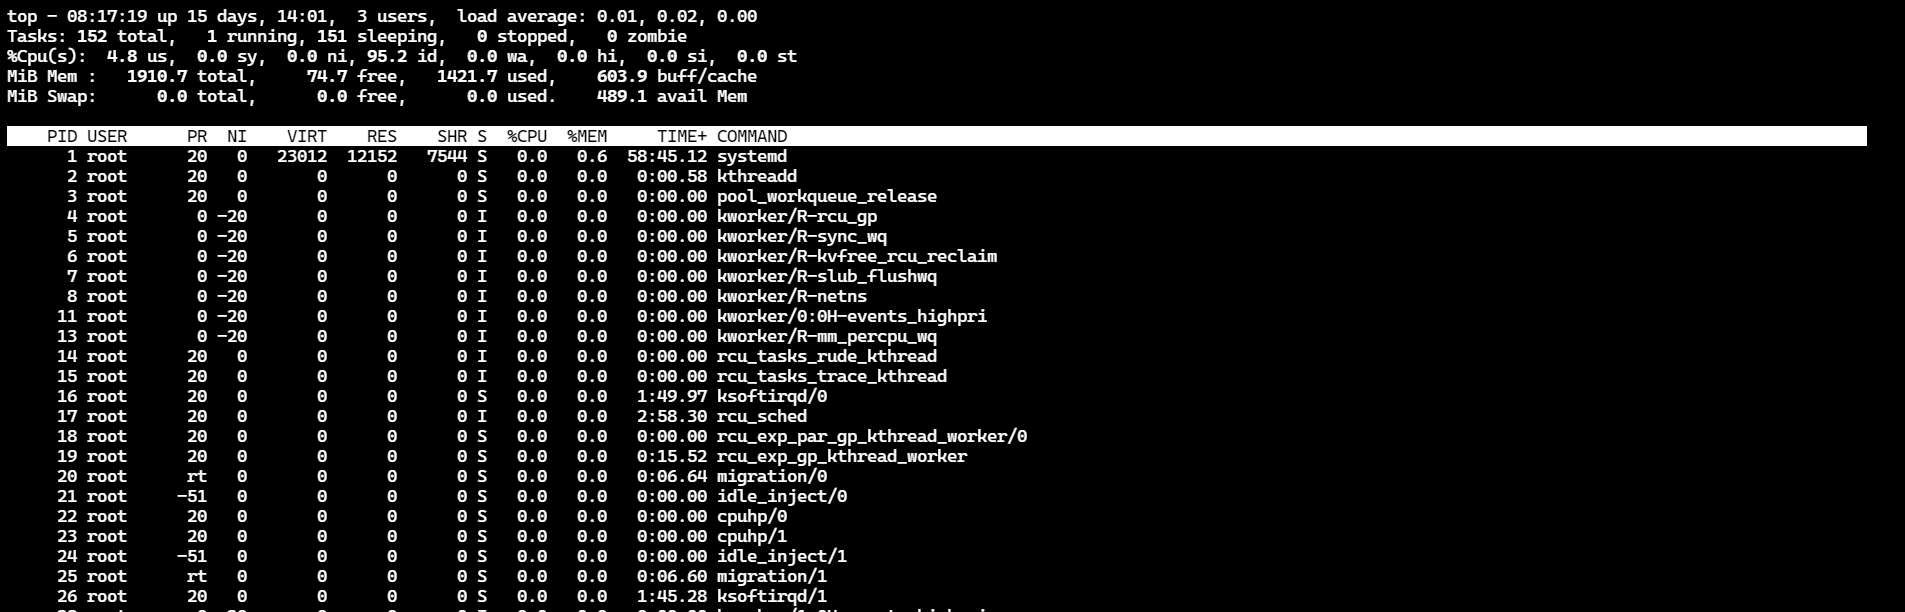 top - 08:17:19 up 15 days, 14:01,  3 users,  load average: 0.01, 0.02, 0.00
Tasks: 152 total,   1 running, 151 sleeping,   0 stopped,   0 zombie
%Cpu(s):  4.8 us,  0.0 sy,  0.0 ni, 95.2 id,  0.0 wa,  0.0 hi,  0.0 si,  0.0 st
MiB Mem :   1910.7 total,     74.7 free,   1421.7 used,    603.9 buff/cache
MiB Swap:      0.0 total,      0.0 free,      0.0 used.    489.1 avail Mem
    PID USER      PR  NI    VIRT    RES    SHR S  %CPU  %MEM     TIME+ COMMAND
      1 root      20   0   23012  12152   7544 S   0.0   0.6  58:45.12 systemd
      2 root      20   0       0      0      0 S   0.0   0.0   0:00.58 kthreadd
      3 root      20   0       0      0      0 S   0.0   0.0   0:00.00 pool_workqueue_release
      4 root       0 -20       0      0      0 I   0.0   0.0   0:00.00 kworker/R-rcu_gp
      5 root       0 -20       0      0      0 I   0.0   0.0   0:00.00 kworker/R-sync_wq
      6 root       0 -20       0      0      0 I   0.0   0.0   0:00.00 kworker/R-kvfree_rcu_reclaim
      7 root       0 -20       0      0      0 I   0.0   0.0   0:00.00 kworker/R-slub_flushwq
      8 root       0 -20       0      0      0 I   0.0   0.0   0:00.00 kworker/R-netns
     11 root       0 -20       0      0      0 I   0.0   0.0   0:00.00 kworker/0:0H-events_highpri
     13 root       0 -20       0      0      0 I   0.0   0.0   0:00.00 kworker/R-mm_percpu_wq
     14 root      20   0       0      0      0 I   0.0   0.0   0:00.00 rcu_tasks_rude_kthread
     15 root      20   0       0      0      0 I   0.0   0.0   0:00.00 rcu_tasks_trace_kthread
     16 root      20   0       0      0      0 S   0.0   0.0   1:49.97 ksoftirqd/0
     17 root      20   0       0      0      0 I   0.0   0.0   2:58.30 rcu_sched
     18 root      20   0       0      0      0 S   0.0   0.0   0:00.00 rcu_exp_par_gp_kthread_worker/0
     19 root      20   0       0      0      0 S   0.0   0.0   0:15.52 rcu_exp_gp_kthread_worker
     20 root      rt   0       0      0      0 S   0.0   0.0   0:06.64 migration/0
     21 root     -51   0       0      0      0 S   0.0   0.0   0:00.00 idle_inject/0
     22 root      20   0       0      0      0 S   0.0   0.0   0:00.00 cpuhp/0
     23 root      20   0       0      0      0 S   0.0   0.0   0:00.00 cpuhp/1
     24 root     -51   0       0      0      0 S   0.0   0.0   0:00.00 idle_inject/1
     25 root      rt   0       0      0      0 S   0.0   0.0   0:06.60 migration/1
     26 root      20   0       0      0      0 S   0.0   0.0   1:45.28 ksoftirqd/1